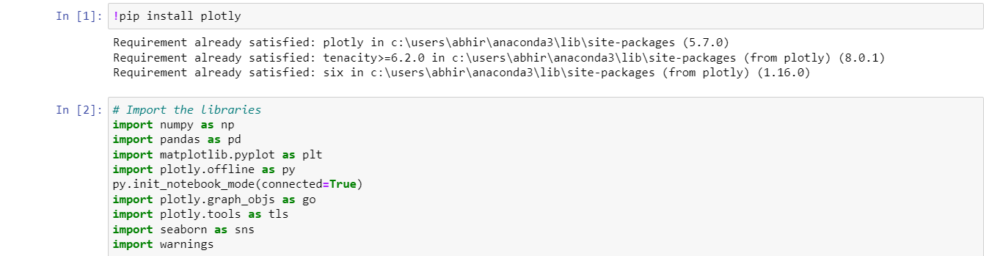 In [1]: !pip install plotly
Requirement already satisfied: plotly in c:\users\abhir\anaconda3\lib\site-packages (5.7.0)
Requirement already satisfied: tenacity>=6.2.0 in c:\users\abhir\anaconda3\lib\site-packages (from plotly) (8.0.1)
Requirement already satisfied: six in c:\users\abhir\anaconda3\lib\site-packages (from plotly) (1.16.0)
In [2]: # Import the libraries
import numpy as np
import pandas as pd
import matplotlib.pyplot as plt
import plotly.offline as py
py.init_notebook_mode(connected=True)
import plotly.graph_objs as go
import plotly.tools as tls
import seaborn as sns
import warnings